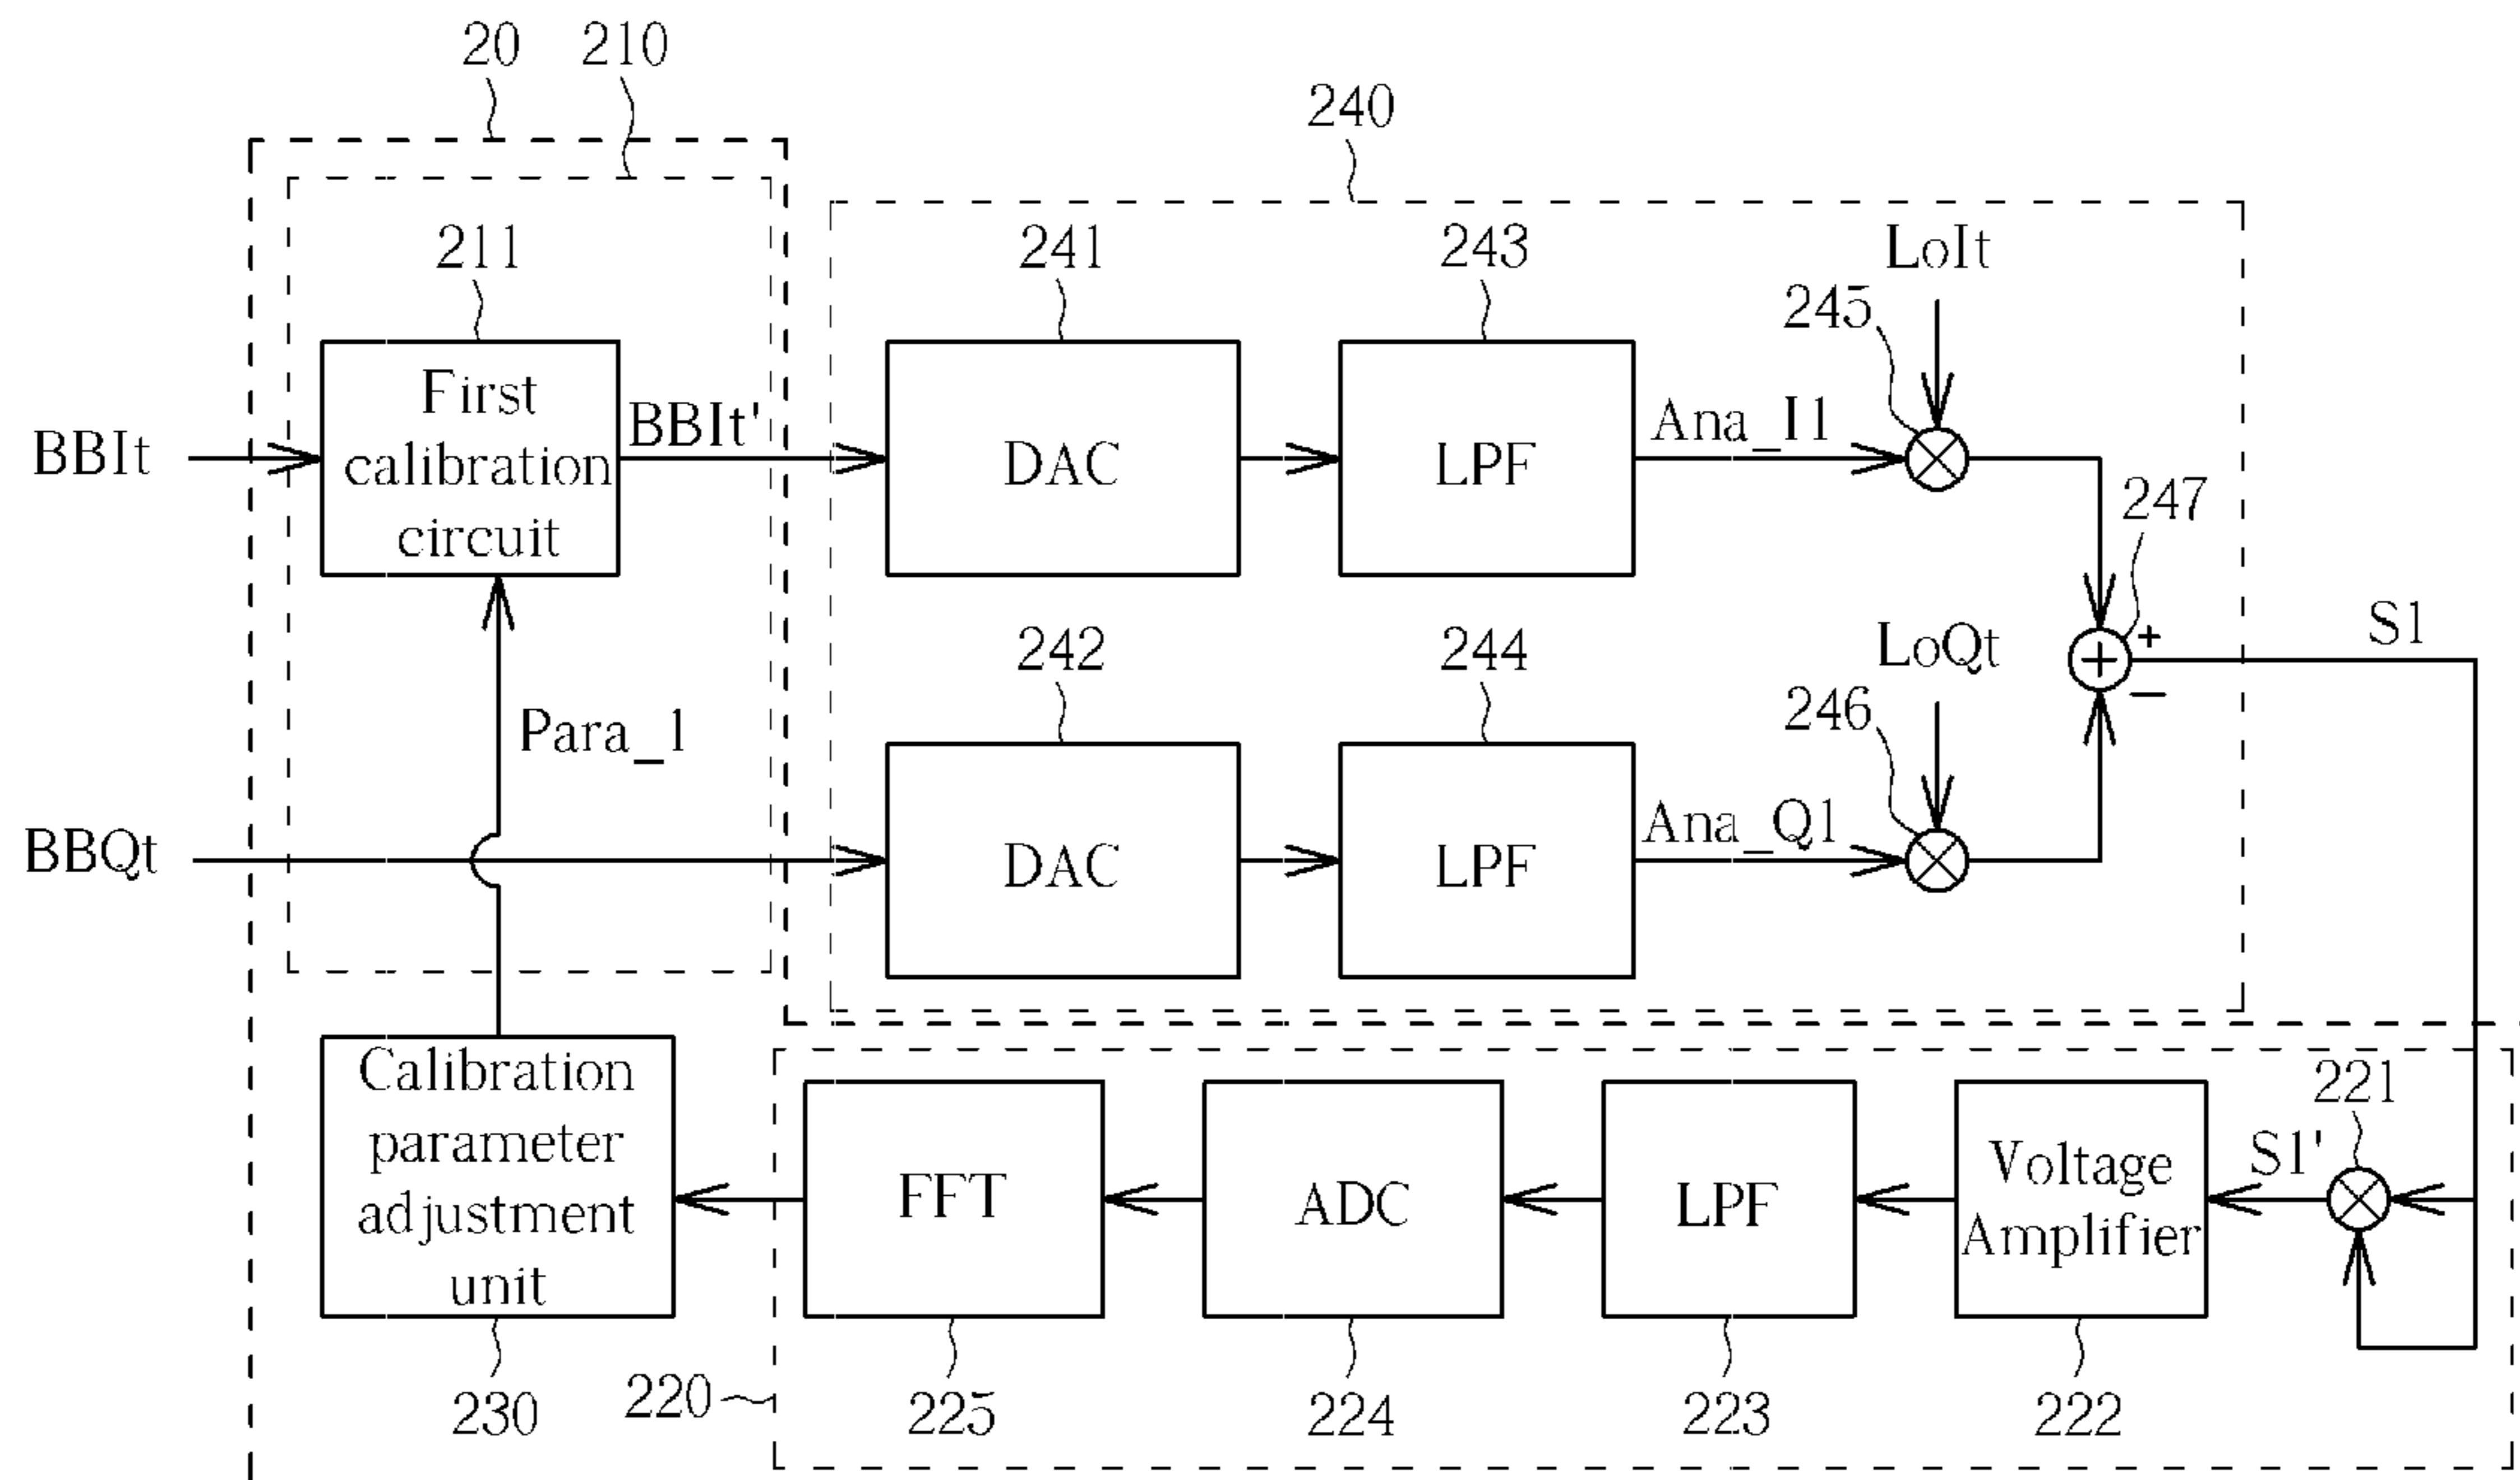 20
210
240
211
241
243
LoIt
245
First
calibration
circuit
BBIt
BBIt'
DAC
LPF
Ana_I1
247
242
244
LoQt
S1
+
−
246
Para_1
BBQt
DAC
LPF
Ana_Q1
Calibration
parameter
adjustment
unit
FFT
ADC
LPF
Voltage
Amplifier
S1'
221
220
230
225
224
223
222